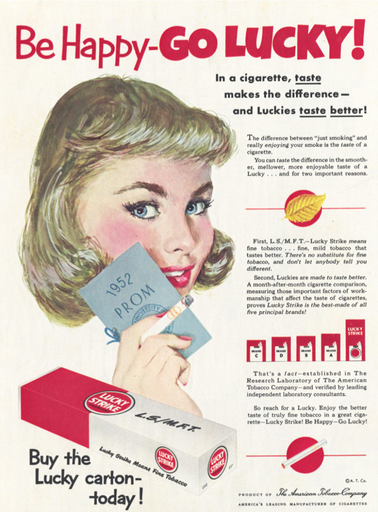 Be Happy-GO LUCKY!
In a cigarette, taste
makes the difference—
and Luckies taste better!
The difference between "just smoking" and
really enjoying your smoke is the taste of a
cigarette.
You can taste the difference in the smooth-
er, mellower, more enjoyable taste of a
Lucky . . . and for two important reasons.
First, L.S./M.F.T.—Lucky Strike means
fine tobacco . . . fine, mild tobacco that
tastes better. There's no substitute for fine
tobacco, and don't let anybody tell you
different.
Second, Luckies are made to taste better.
A month-after-month cigarette comparison,
measuring those important factors of work-
manship that affect the taste of cigarettes,
proves Lucky Strike is the best-made of all
five principal brands!
LUCKY
STRIKE
That's a fact—established in The
Research Laboratory of The American
Tobacco Company—and verified by leading
independent laboratory consultants.
So reach for a Lucky. Enjoy the better
taste of truly fine tobacco in a great ciga-
rette—Lucky Strike! Be Happy—Go Lucky!
1952
PROM
LUCKY
STRIKE
L.S./M.F.T.
LUCKY
STRIKE
Lucky Strike Means Fine Tobacco
LUCKY
STRIKE
Buy the
Lucky carton-
-today!
© A. T. Co.
PRODUCT OF The American Tobacco Company
AMERICA'S LEADING MANUFACTURER OF CIGARETTES